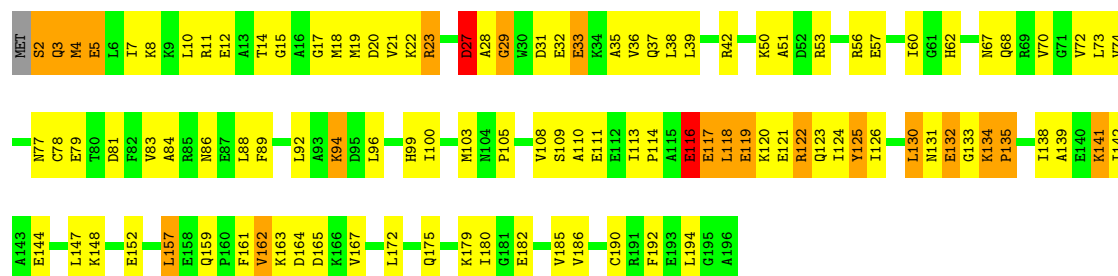 MET S2 Q3 M4 E5 L6 I7 K8 K9 L10 R11 E12 A13 T14 G15 A16 G17 M18 M19 D20 V21 K22 R23 D27 A28 G29 W30 D31 E32 E33 K34 A35 V36 Q37 L38 L39 R42 K50 A51 D52 R53 R56 E57 I60 G61 H62 N67 Q68 R69 V70 G71 V72 L73
N77 C78 E79 T80 D81 F82 V83 A84 R85 N86 E87 L88 F89 L92 A93 K94 D95 L96 H99 I100 M103 N104 P105 V108 S109 A110 E111 E112 I113 P114 A115 E116 E117 L118 E119 K120 E121 R122 Q123 I124 Y125 I126 L130 N131 E132 G133 K134 P135 I138 A139 E140 K141
A143 E144 L147 K148 E152 L157 E158 Q159 P160 F161 V162 K163 D164 D165 K166 V167 L172 Q175 K179 I180 G181 E182 V185 V186 G190 R191 F192 E193 L194 G195 A196